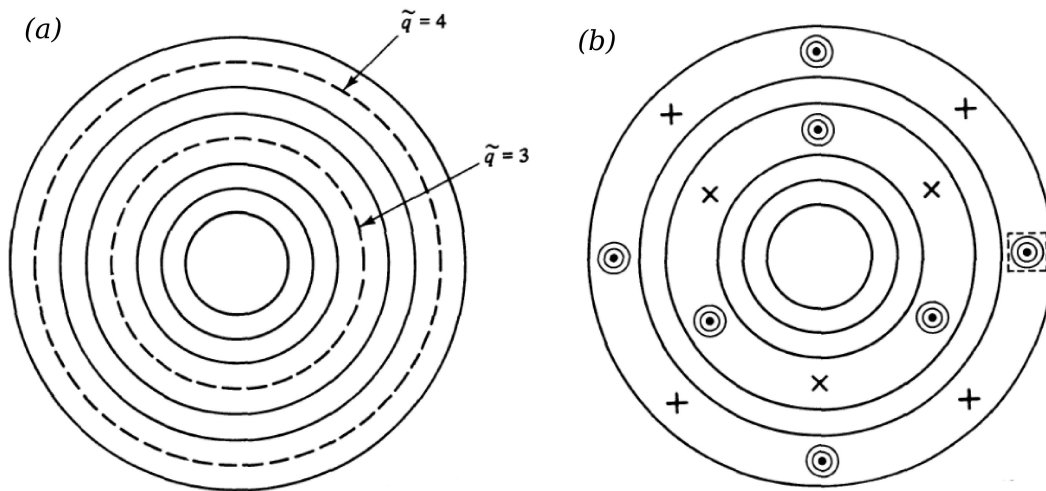 (a)
q̃ = 4
(b)
q̃ = 3